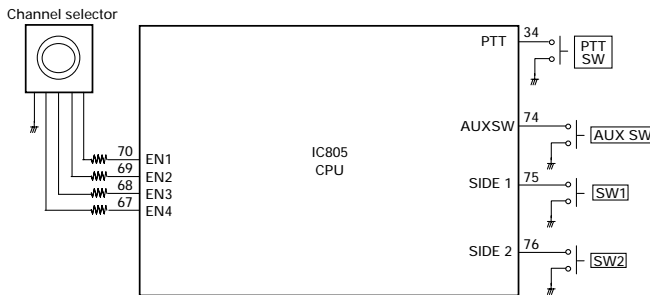 Channel selector
PTT
34
PTT
SW
AUXSW
74
AUX SW
IC805
CPU
70
EN1
69
EN2
68
EN3
67
EN4
SIDE 1
75
SW1
SIDE 2
76
SW2